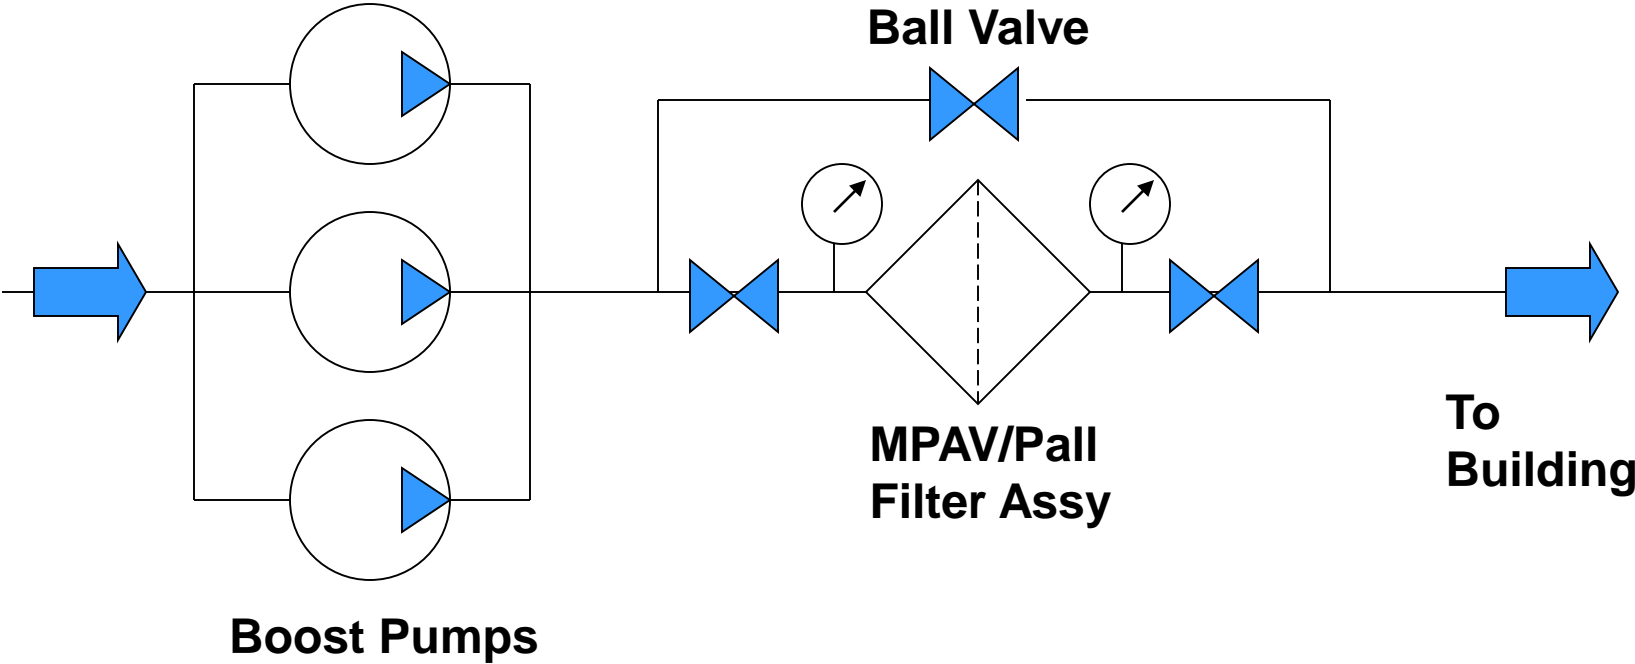 Ball Valve
MPAV/Pall
Filter Assy
To
Building
Boost Pumps